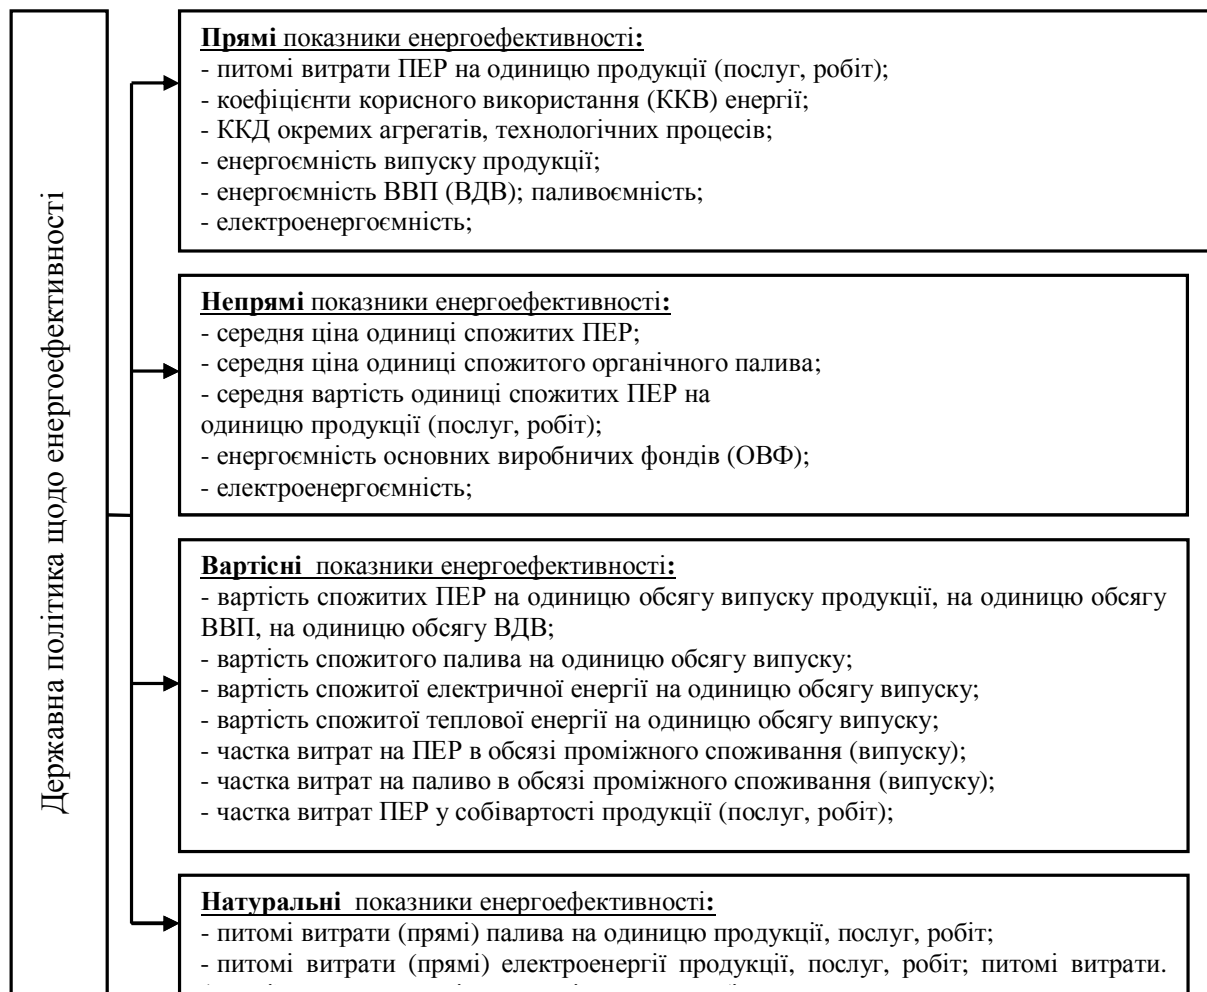 Державна політика щодо енергоефективності
Прямі показники енергоефективності:
- питомі витрати ПЕР на одиницю продукції (послуг, робіт);
- коефіцієнти корисного використання (ККВ) енергії;
- ККД окремих агрегатів, технологічних процесів;
- енергоємність випуску продукції;
- енергоємність ВВП (ВДВ); паливоємність;
- електроенергоємність;
Непрямі показники енергоефективності:
- середня ціна одиниці спожитих ПЕР;
- середня ціна одиниці спожитого органічного палива;
- середня вартість одиниці спожитих ПЕР на
одиницю продукції (послуг, робіт);
- енергоємність основних виробничих фондів (ОВФ);
- електроенергоємність;
Вартісні показники енергоефективності:
- вартість спожитих ПЕР на одиницю обсягу випуску продукції, на одиницю обсягу
ВВП, на одиницю обсягу ВДВ;
- вартість спожитого палива на одиницю обсягу випуску;
- вартість спожитої електричної енергії на одиницю обсягу випуску;
- вартість спожитої теплової енергії на одиницю обсягу випуску;
- частка витрат на ПЕР в обсязі проміжного споживання (випуску);
- частка витрат на паливо в обсязі проміжного споживання (випуску);
- частка витрат ПЕР у собівартості продукції (послуг, робіт);
Натуральні показники енергоефективності:
- питомі витрати (прямі) палива на одиницю продукції, послуг, робіт;
- питомі витрати (прямі) електроенергії продукції, послуг, робіт; питомі витрати.